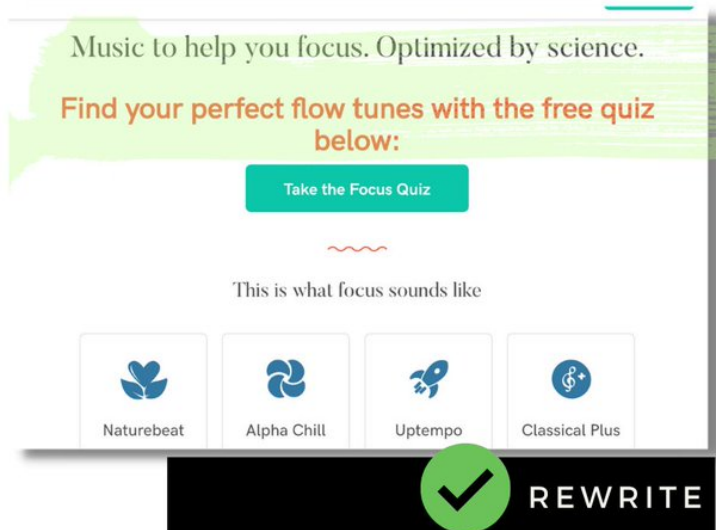 Music to help you focus. Optimized by science.
Find your perfect flow tunes with the free quiz
below:
Take the Focus Quiz
This is what focus sounds like
Naturebeat
Alpha Chill
Uptempo
Classical Plus
REWRITE